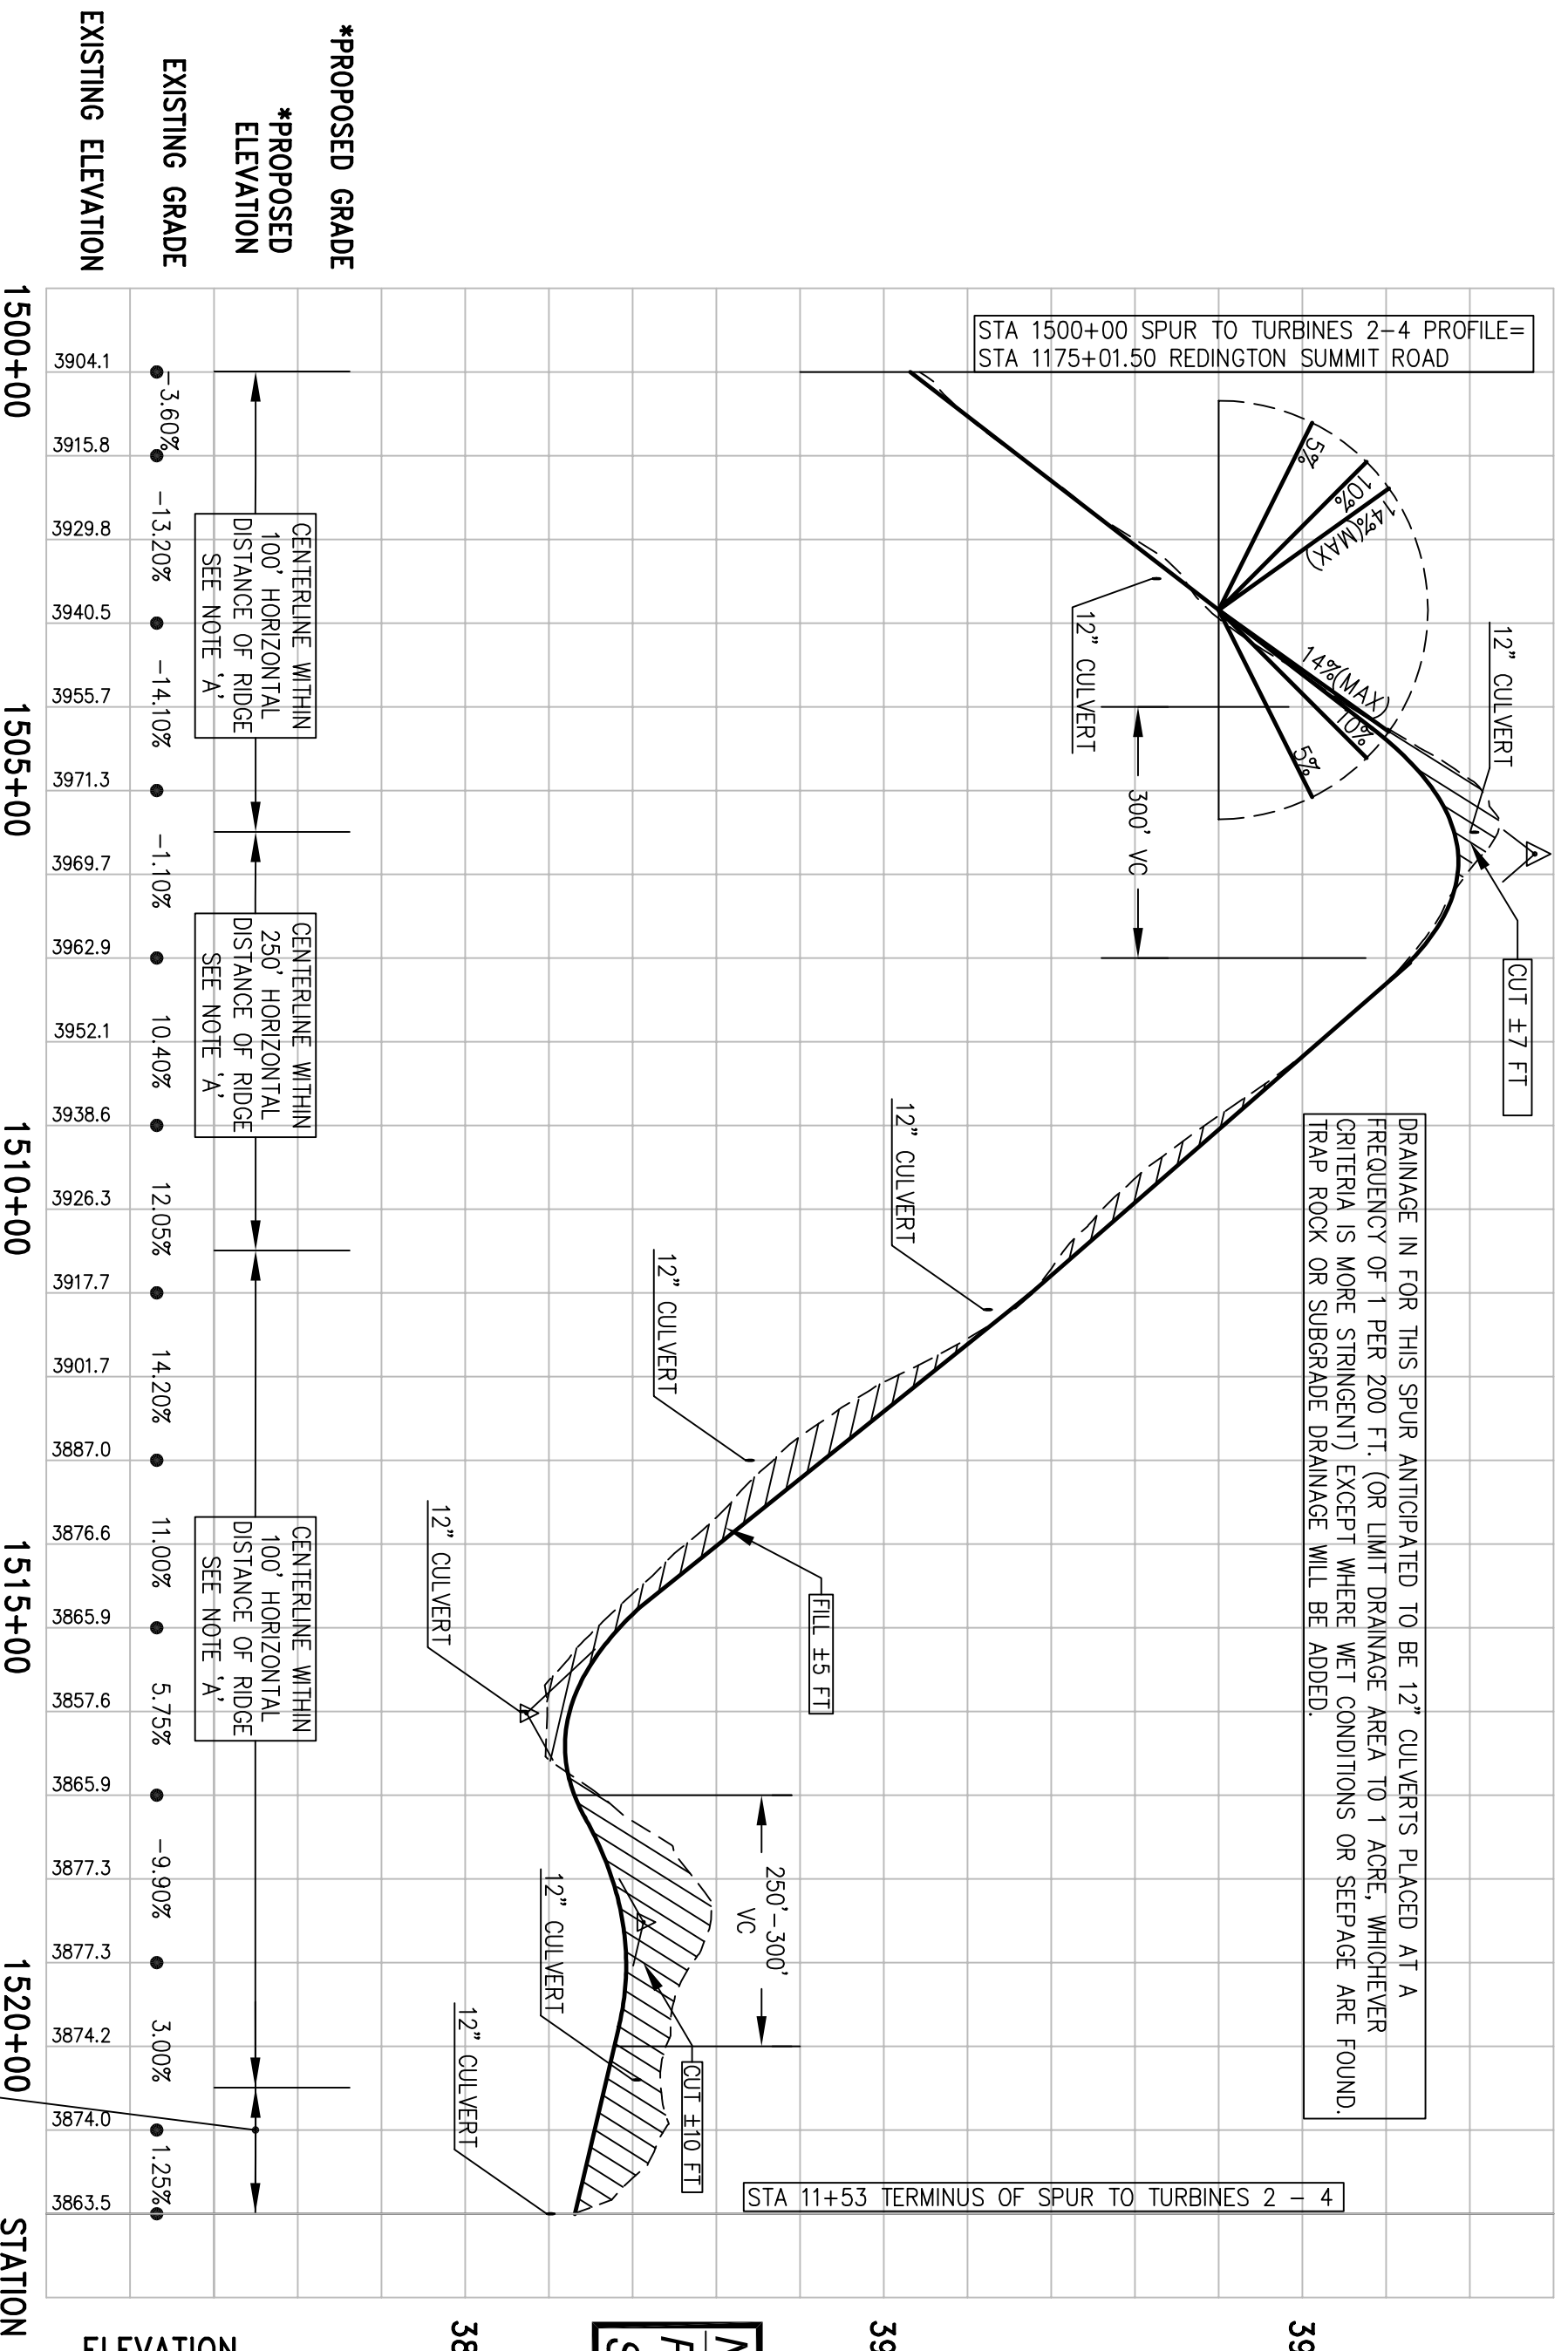 *PROPOSED GRADE
*PROPOSED
ELEVATION
EXISTING GRADE
EXISTING ELEVATION
STA 1500+00 SPUR TO TURBINES 2-4 PROFILE=
STA 1175+01.50 REDINGTON SUMMIT ROAD
5%
10%
14%(MAX)
14%(MAX)
10%
5%
12" CULVERT
12" CULVERT
300' VC
CUT ±7 FT
DRAINAGE IN FOR THIS SPUR ANTICIPATED TO BE 12" CULVERTS PLACED AT A
FREQUENCY OF 1 PER 200 FT. (OR LIMIT DRAINAGE AREA TO 1 ACRE, WHICHEVER
CRITERIA IS MORE STRINGENT) EXCEPT WHERE WET CONDITIONS OR SEEPAGE ARE FOUND.
TRAP ROCK OR SUBGRADE DRAINAGE WILL BE ADDED.
12" CULVERT
12" CULVERT
FILL ±5 FT
12" CULVERT
250'-300'
VC
12" CULVERT
CUT ±10 FT
12" CULVERT
STA 11+53 TERMINUS OF SPUR TO TURBINES 2 - 4
CENTERLINE WITHIN
100' HORIZONTAL
DISTANCE OF RIDGE
SEE NOTE 'A'
CENTERLINE WITHIN
250' HORIZONTAL
DISTANCE OF RIDGE
SEE NOTE 'A'
CENTERLINE WITHIN
100' HORIZONTAL
DISTANCE OF RIDGE
SEE NOTE 'A'
-3.60%
-13.20%
-14.10%
-1.10%
10.40%
12.05%
14.20%
11.00%
5.75%
-9.90%
3.00%
1.25%
3904.1
3915.8
3929.8
3940.5
3955.7
3971.3
3969.7
3962.9
3952.1
3938.6
3926.3
3917.7
3901.7
3887.0
3876.6
3865.9
3857.6
3865.9
3877.3
3877.3
3874.2
3874.0
3863.5
1500+00
1505+00
1510+00
1515+00
1520+00
STATION
39
39
38
ELEVATION